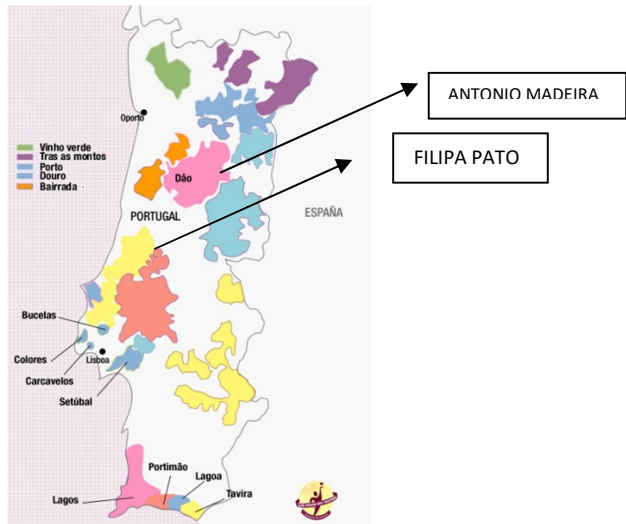 ANTONIO MADEIRA
Oporto
FILIPA PATO
Vinho verde
Tras as montos
Porto
Douro
Bairrada
Dão
PORTUGAL
ESPAÑA
Bucelas
Colores
Lisboa
Carcavelos
Setúbal
Portimão
Lagoa
Lagos
Tavira